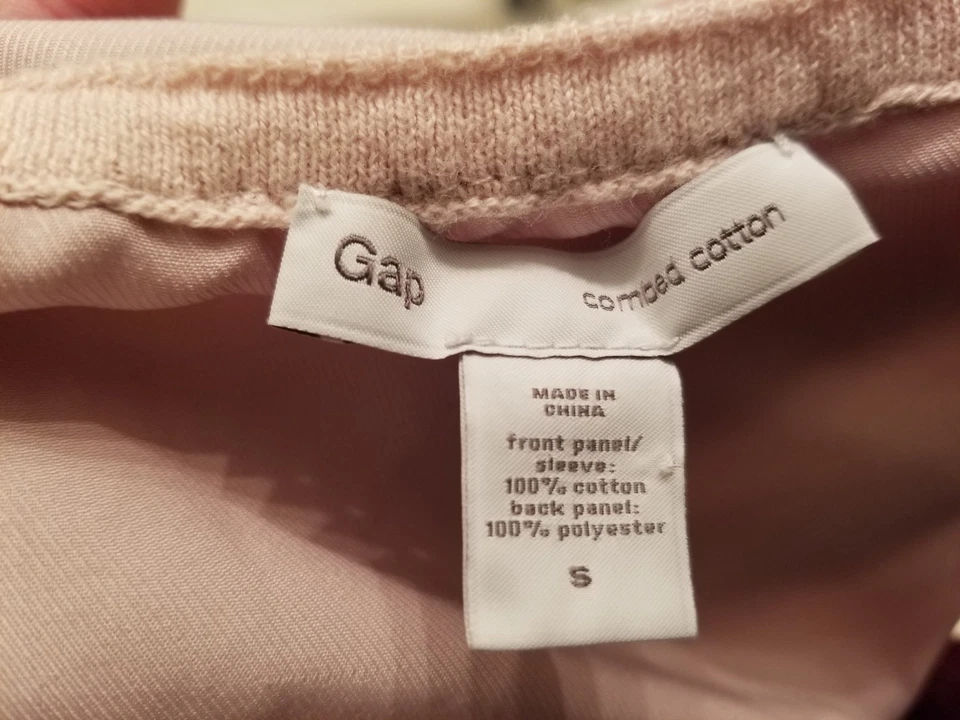 Gap
combed cotton
MADE IN
CHINA
front panel/
sleeve:
100% cotton
back panel:
100% polyester
S